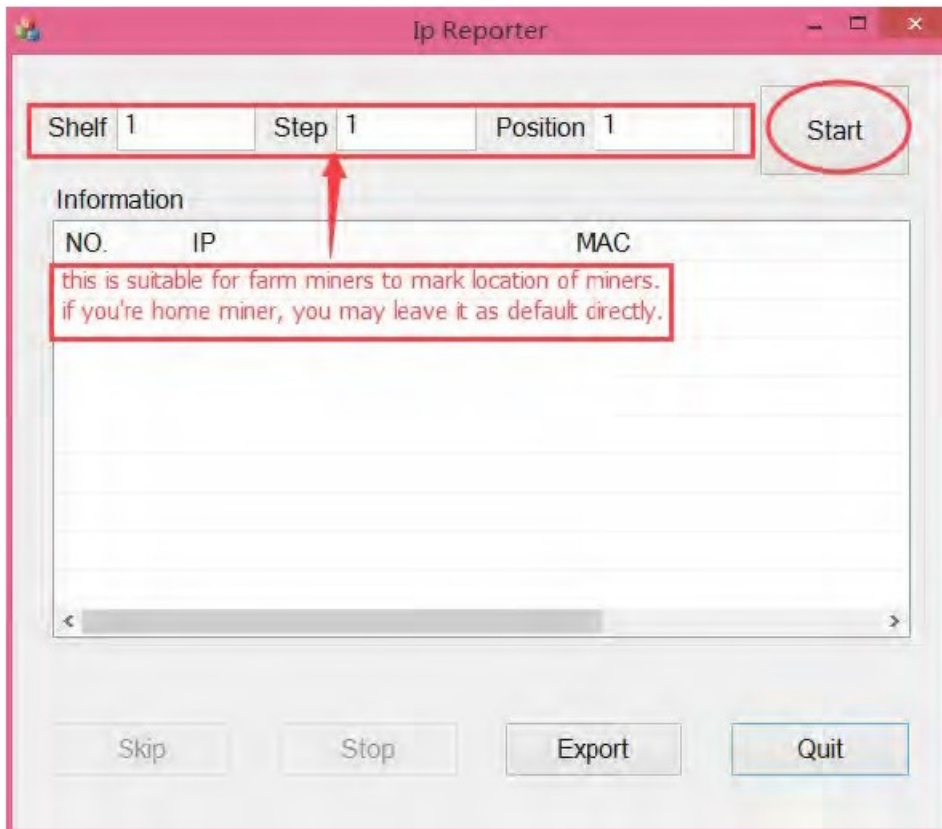 Ip Reporter
Shelf 1 Step 1 Position 1 Start
Information
NO. IP MAC
this is suitable for farm miners to mark location of miners.
if you're home miner, you may leave it as default directly.
Skip Stop Export Quit